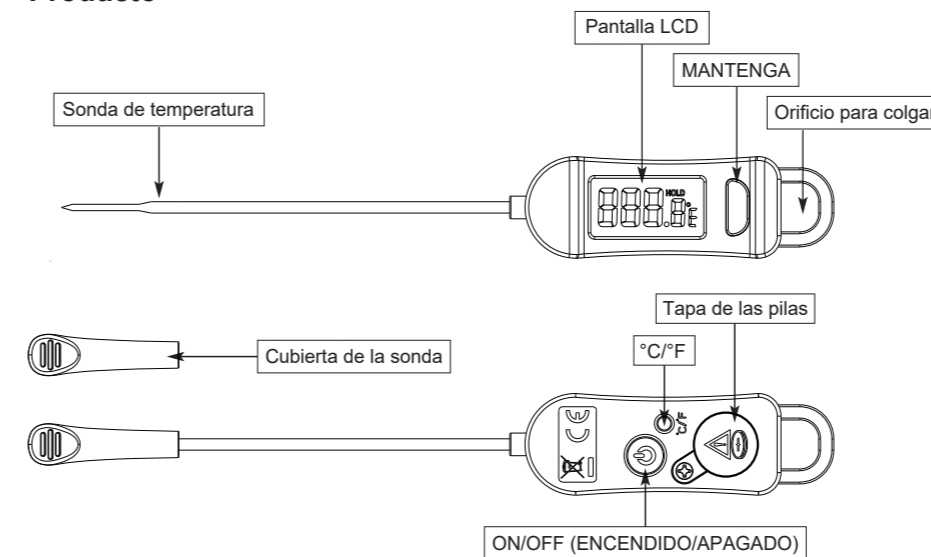 Pantalla LCD
MANTENGA
Sonda de temperatura
Orificio para colgar
HOLD
888.8°F
Tapa de las pilas
°C/°F
Cubierta de la sonda
CE
°C/°F
ON/OFF (ENCENDIDO/APAGADO)